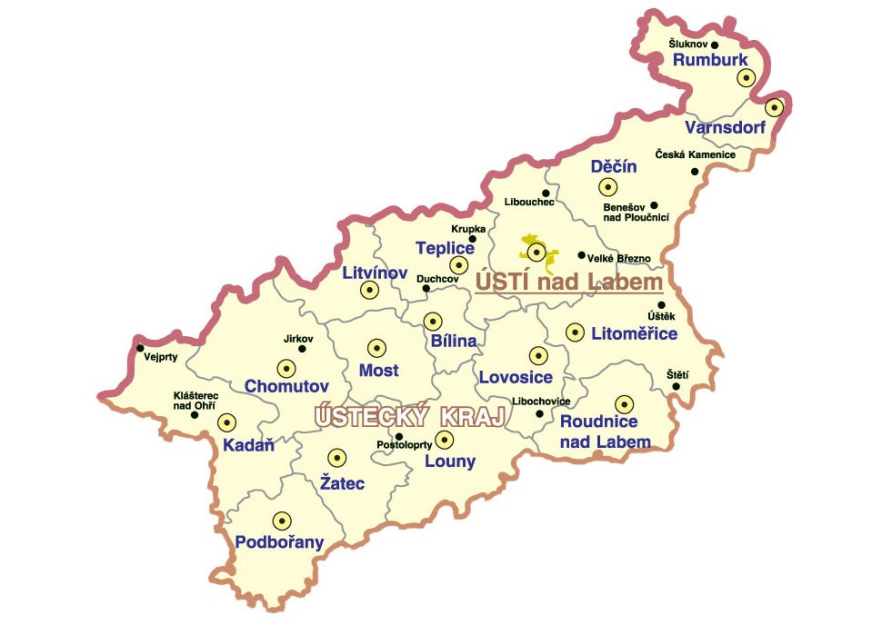 Šluknov
Rumburk
Varnsdorf
Česká Kamenice
Děčín
Libouchec
Benešov
nad Ploučnicí
Krupka
Teplice
Velké Březno
Litvínov
Duchcov
ÚSTÍ nad Labem
Úštěk
Bílina
Litoměřice
Jirkov
Vejprty
Most
Lovosice
Štětí
Chomutov
Klášterec
nad Ohří
Libochovice
ÚSTECKÝ KRAJ
Roudnice
nad Labem
Kadaň
Postoloprty
Louny
Žatec
Podbořany